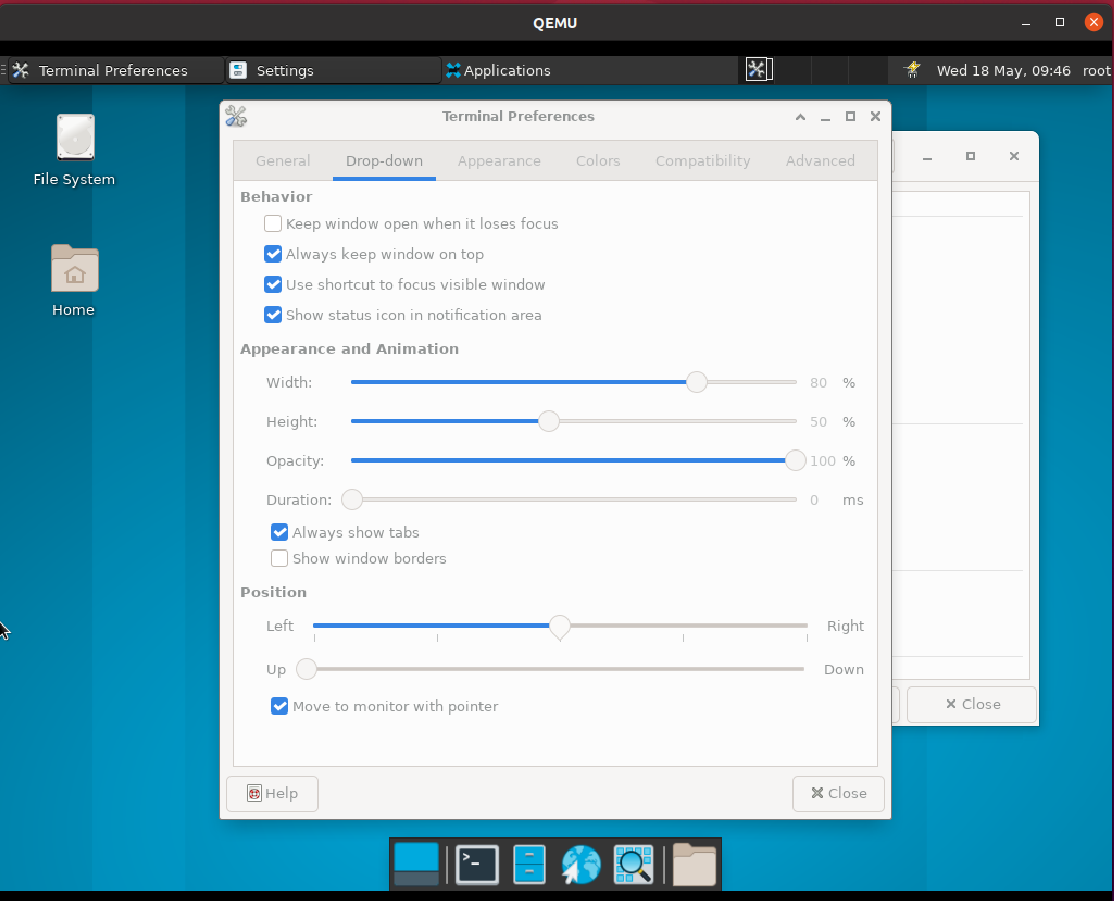 QEMU
Terminal Preferences
Settings
Applications
Wed 18 May, 09:46 root
File System
Home
Terminal Preferences
General Drop-down Appearance Colors Compatibility Advanced
Behavior
Keep window open when it loses focus
Always keep window on top
Use shortcut to focus visible window
Show status icon in notification area
Appearance and Animation
Width: 80 %
Height: 50 %
Opacity: 100 %
Duration: 0 ms
Always show tabs
Show window borders
Position
Left Right
Up Down
Move to monitor with pointer
Help
Close
Close
>-